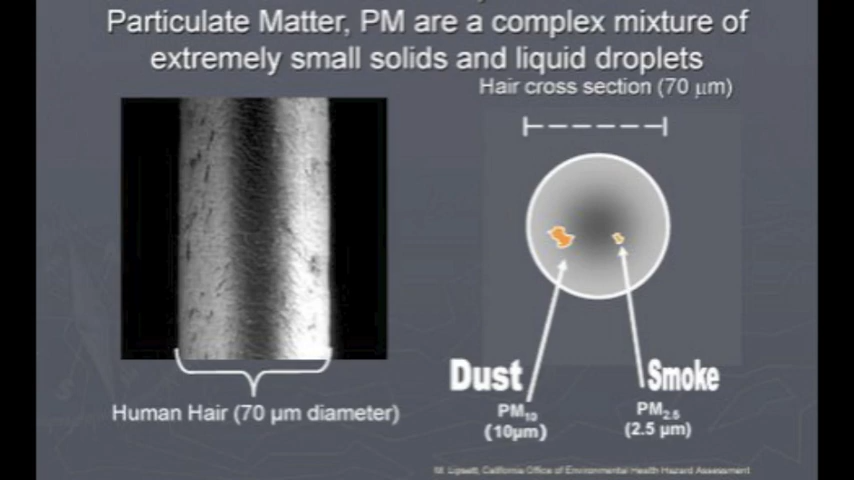 Particulate Matter, PM are a complex mixture of
extremely small solids and liquid droplets
Hair cross section (70 µm)
Dust
Smoke
PM10
(10µm)
PM2.5
(2.5 µm)
Human Hair (70 µm diameter)
M. Lipsett, California Office of Environmental Health Hazard Assessment